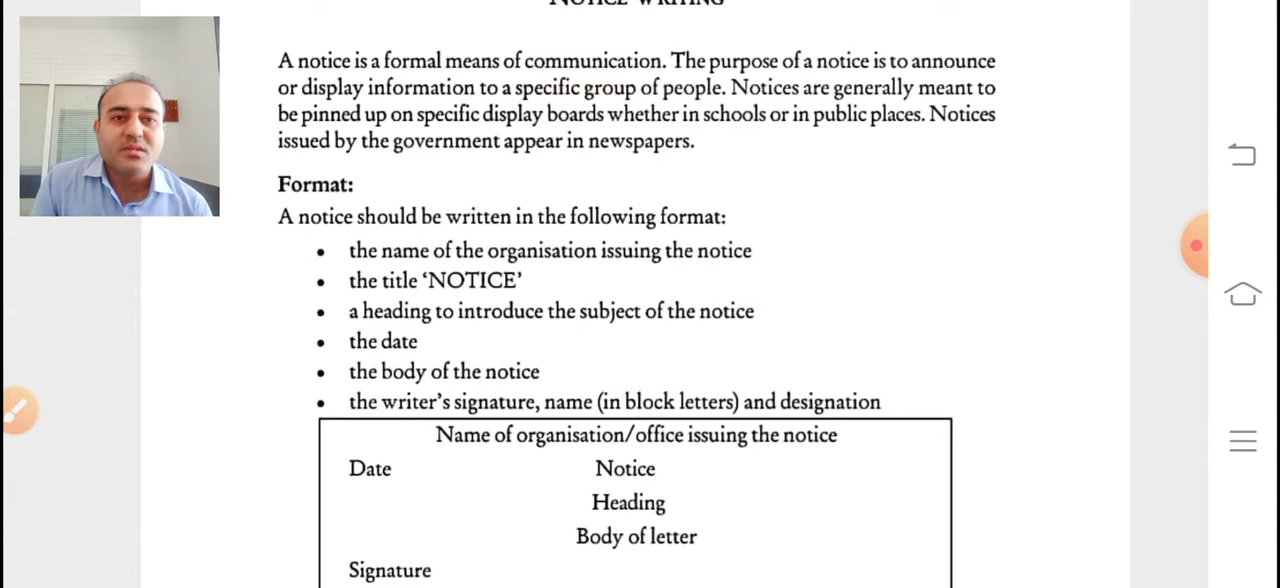 NOTICE WRITING
A notice is a formal means of communication. The purpose of a notice is to announce
or display information to a specific group of people. Notices are generally meant to
be pinned up on specific display boards whether in schools or in public places. Notices
issued by the government appear in newspapers.
Format:
A notice should be written in the following format:
• the name of the organisation issuing the notice
• the title ‘NOTICE’
• a heading to introduce the subject of the notice
• the date
• the body of the notice
• the writer’s signature, name (in block letters) and designation
Name of organisation/office issuing the notice
Date Notice
Heading
Body of letter
Signature